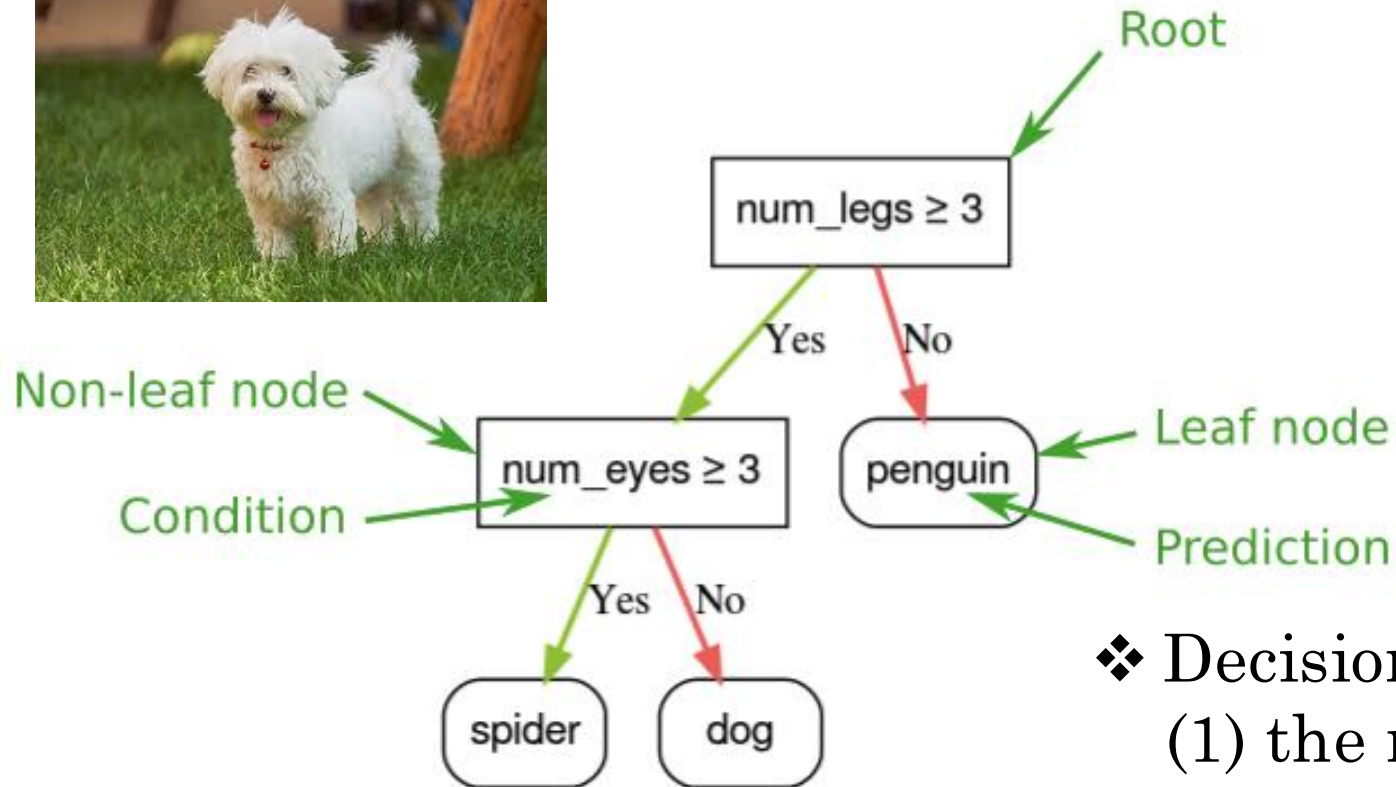 Root
num_legs ≥ 3
Yes
No
Non-leaf node
num_eyes ≥ 3
Condition
penguin
Leaf node
Prediction
Yes
No
spider
dog
❖ Decision
(1) the